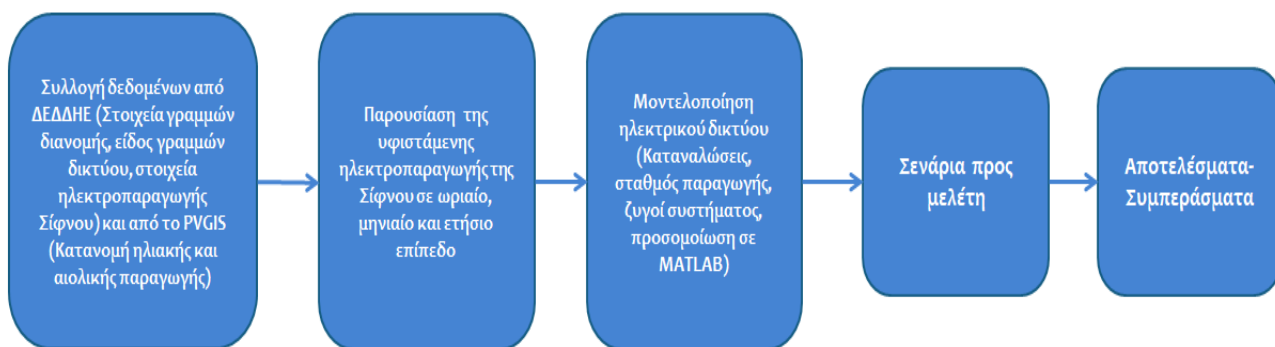 Συλλογή δεδομένων από
ΔΕΔΔΗΕ (Στοιχεία γραμμών
διανομής, είδος γραμμών
δικτύου, στοιχεία
ηλεκτροπαραγωγής
Σίφνου) και από το PVGIS
(Κατανομή ηλιακής και
αιολικής παραγωγής)
Παρουσίαση της
υφιστάμενης
ηλεκτροπαραγωγής της
Σίφνου σε ωριαίο,
μηνιαίο και ετήσιο
επίπεδο
Μοντελοποίηση
ηλεκτρικού δικτύου
(Καταναλώσεις,
σταθμός παραγωγής,
ζυγοί συστήματος,
προσομοίωση σε
MATLAB)
Σενάρια προς
μελέτη
Αποτελέσματα-
Συμπεράσματα